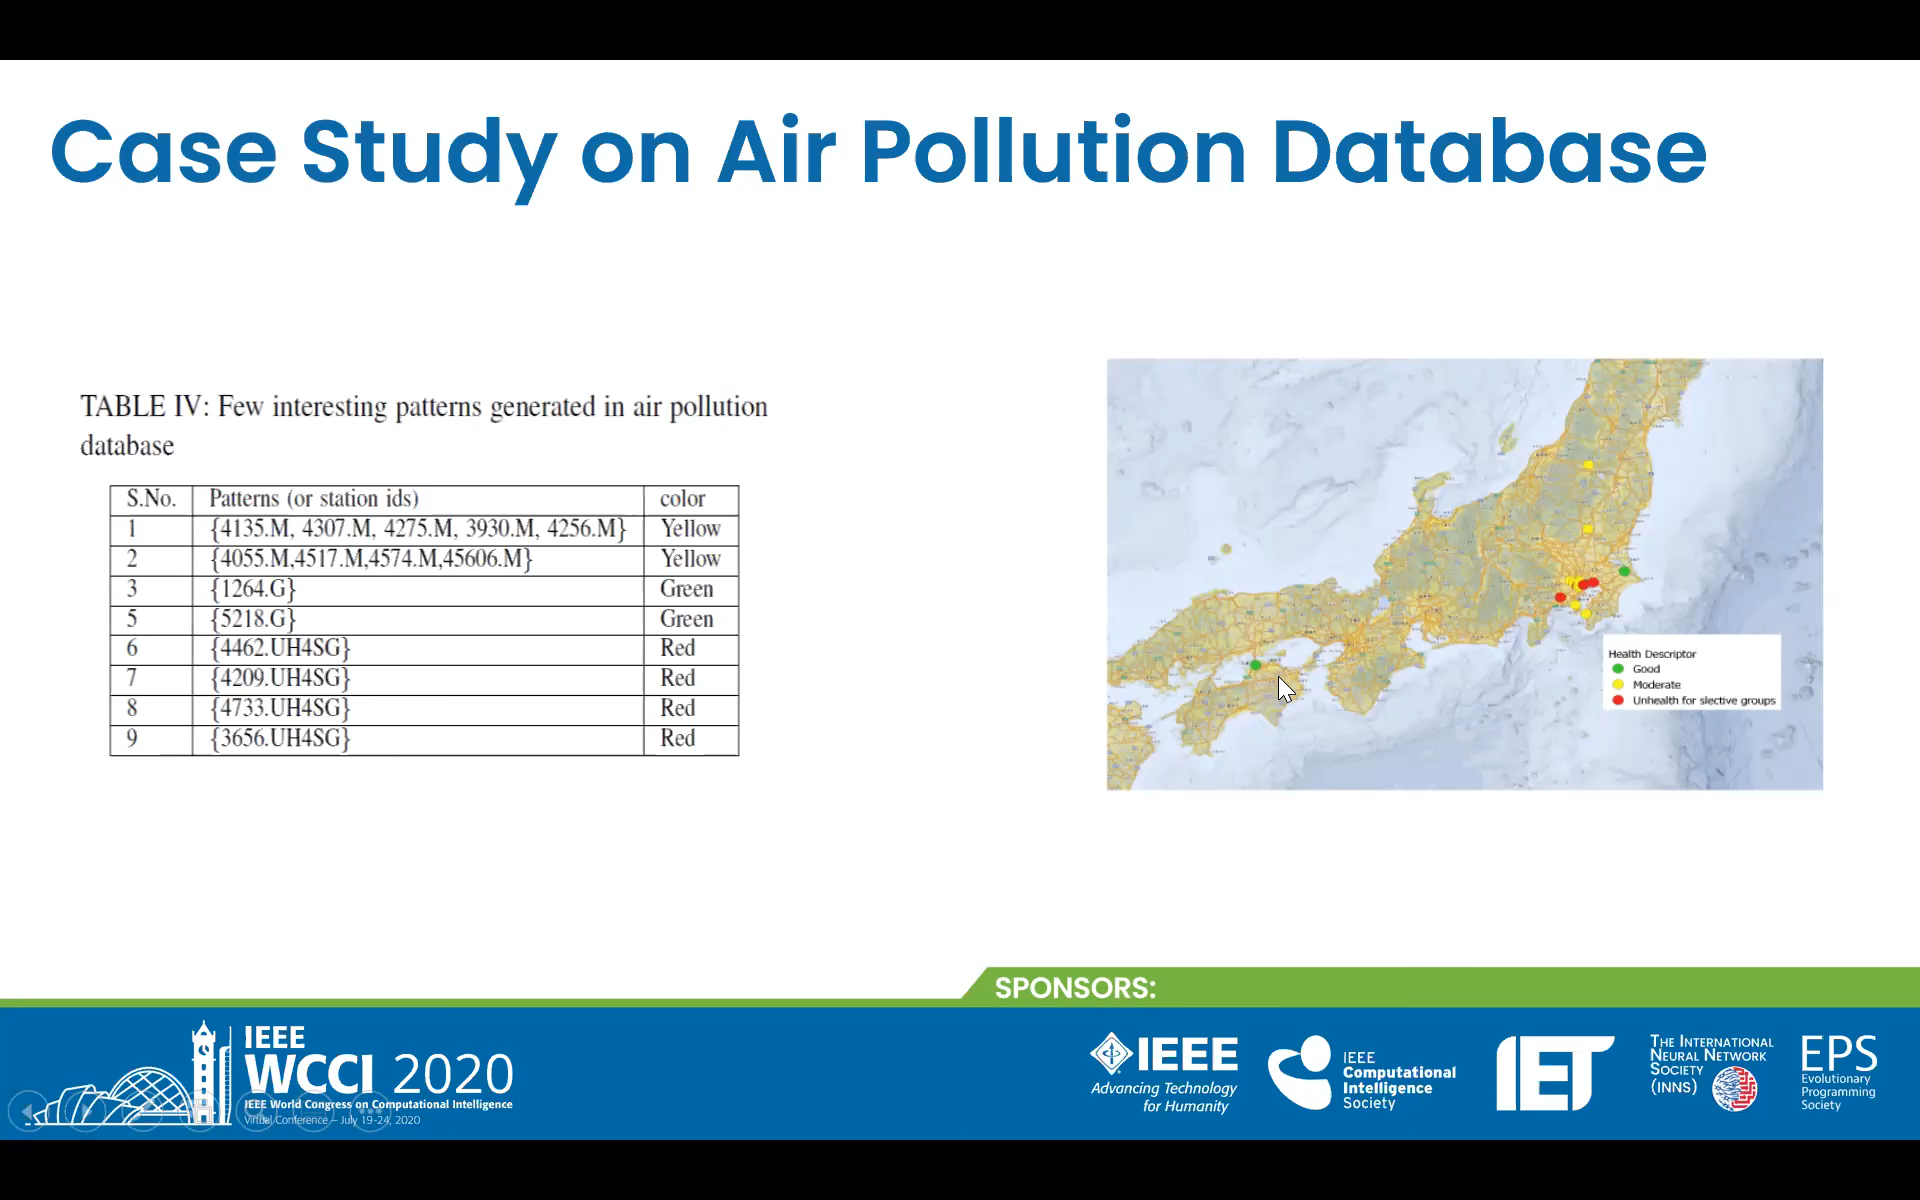 Case Study on Air Pollution Database
TABLE IV: Few interesting patterns generated in air pollution
database
S.No. Patterns (or station ids) color
1 {4135.M, 4307.M, 4275.M, 3930.M, 4256.M} Yellow
2 {4055.M,4517.M,4574.M,45606.M} Yellow
3 {1264.G} Green
5 {5218.G} Green
6 {4462.UH4SG} Red
7 {4209.UH4SG} Red
8 {4733.UH4SG} Red
9 {3656.UH4SG} Red
Health Descriptor
Good
Moderate
Unhealth for slective groups
SPONSORS:
IEEE
WCCI 2020
IEEE World Congress on Computational Intelligence
Virtual Conference – July 19-24, 2020
IEEE
Advancing Technology
for Humanity
IEEE
Computational
Intelligence
Society
IET
THE INTERNATIONAL
NEURAL NETWORK
SOCIETY
(INNS)
EPS
Evolutionary
Programming
Society